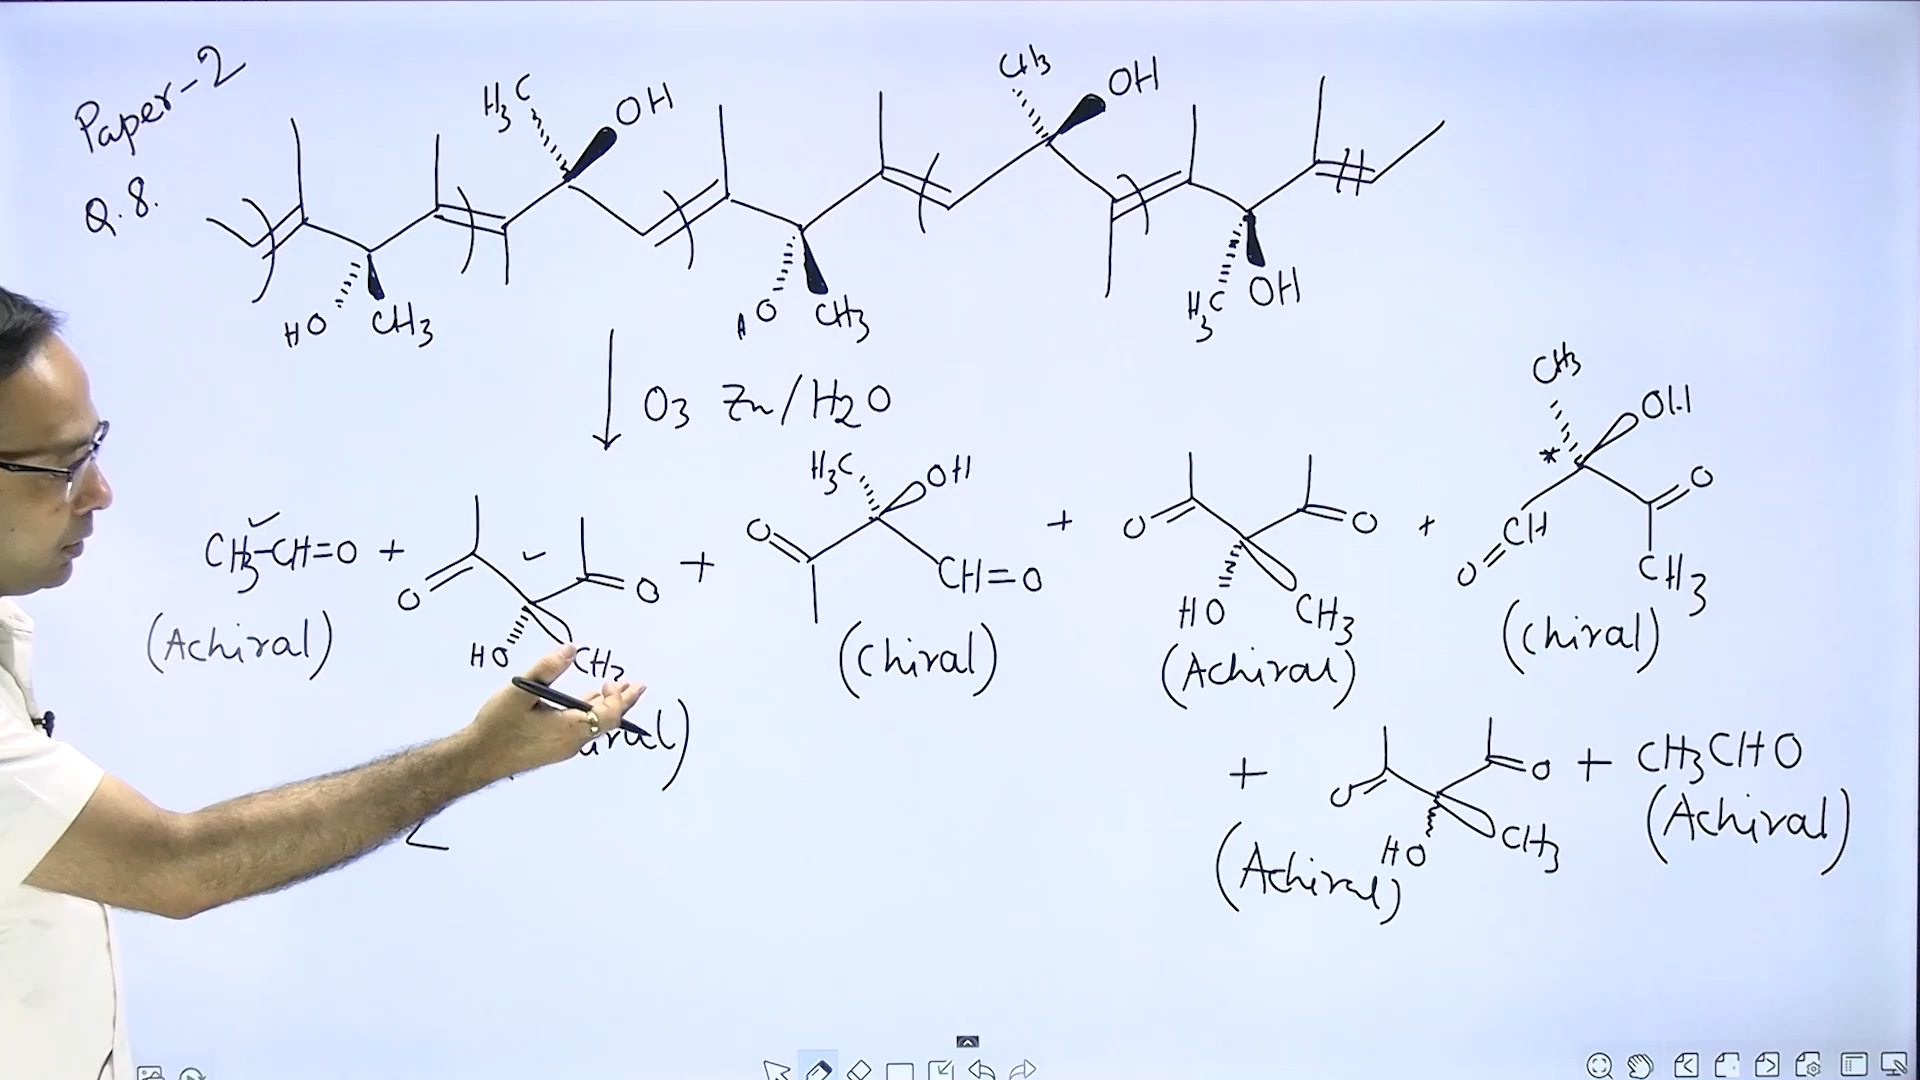 Paper-2
Q.8.
H3C OH
CH3 OH
HO CH3
HO CH3
H3C OH
O3 Zn/H2O
CH3-CH=O + O O HO CH3 + O H3C OH CH=O + O O HO CH3 + O=CH * CH3 OH O CH3
(Achiral)
(Chiral)
(Achiral)
(Chiral)
+ O O HO CH3 + CH3CHO
(Achiral)
(Achiral)